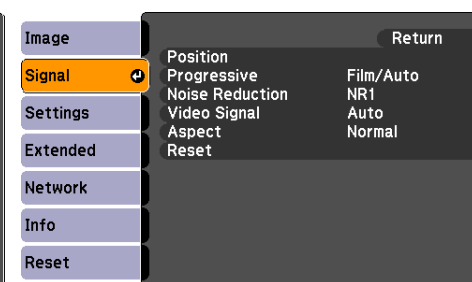 Image
Signal
Settings
Extended
Network
Info
Reset
Return
Position
Progressive Film/Auto
Noise Reduction NR1
Video Signal Auto
Aspect Normal
Reset